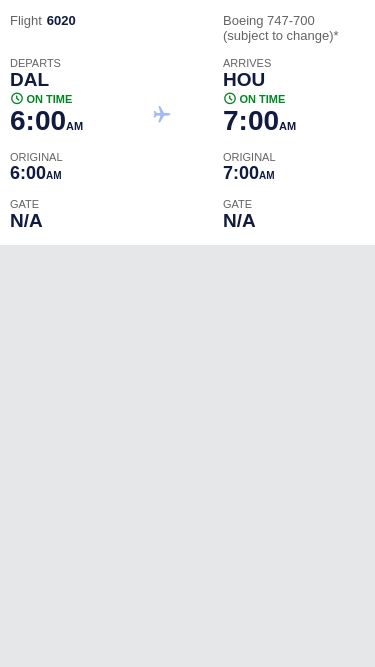 Flight 6020
Boeing 747-700
(subject to change)*
DEPARTS
DAL
ON TIME
6:00AM
ARRIVES
HOU
ON TIME
7:00AM
ORIGINAL
6:00AM
ORIGINAL
7:00AM
GATE
N/A
GATE
N/A